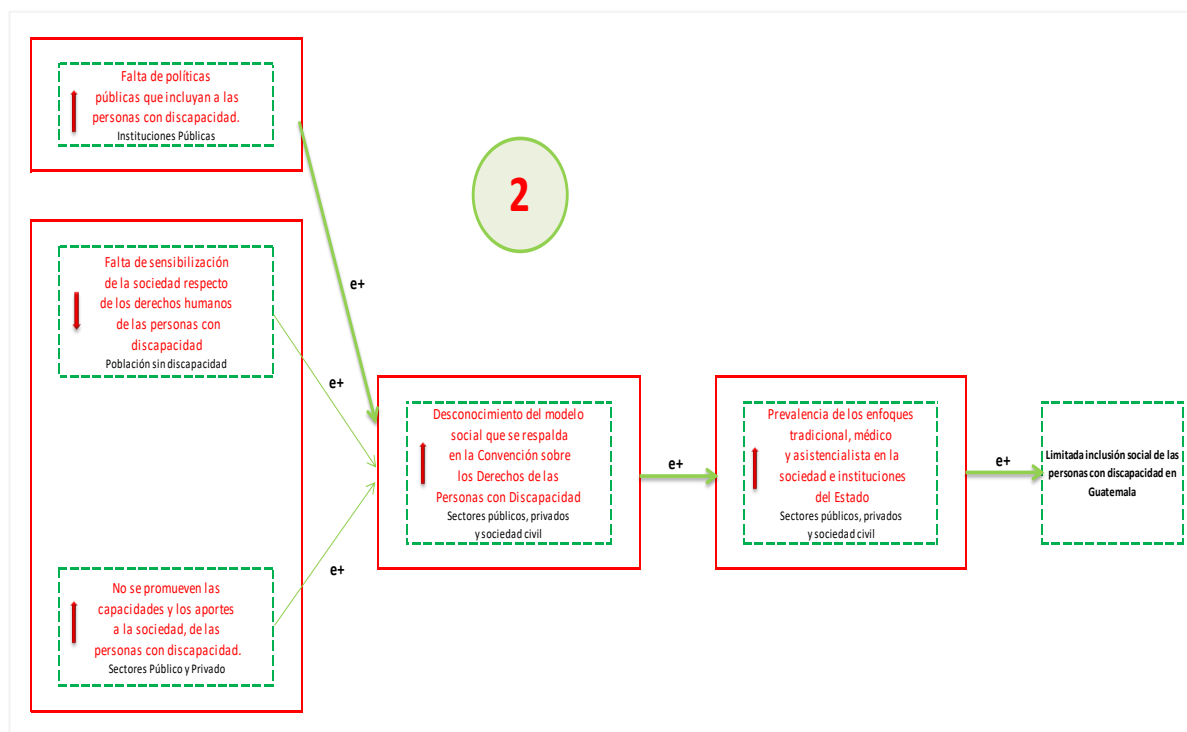 Falta de políticas
públicas que incluyan a las
personas con discapacidad.
Instituciones Públicas
2
Falta de sensibilización
de la sociedad respecto
de los derechos humanos
de las personas con
discapacidad
Población sin discapacidad
e+
e+
e+
No se promueven las
capacidades y los aportes
a la sociedad, de las
personas con discapacidad.
Sectores Público y Privado
Desconocimiento del modelo
social que se respalda
en la Convención sobre
los Derechos de las
Personas con Discapacidad
Sectores públicos, privados
y sociedad civil
e+
Prevalencia de los enfoques
tradicional, médico
y asistencialista en la
sociedad e instituciones
del Estado
Sectores públicos, privados
y sociedad civil
e+
Limitada inclusión social de las
personas con discapacidad en
Guatemala